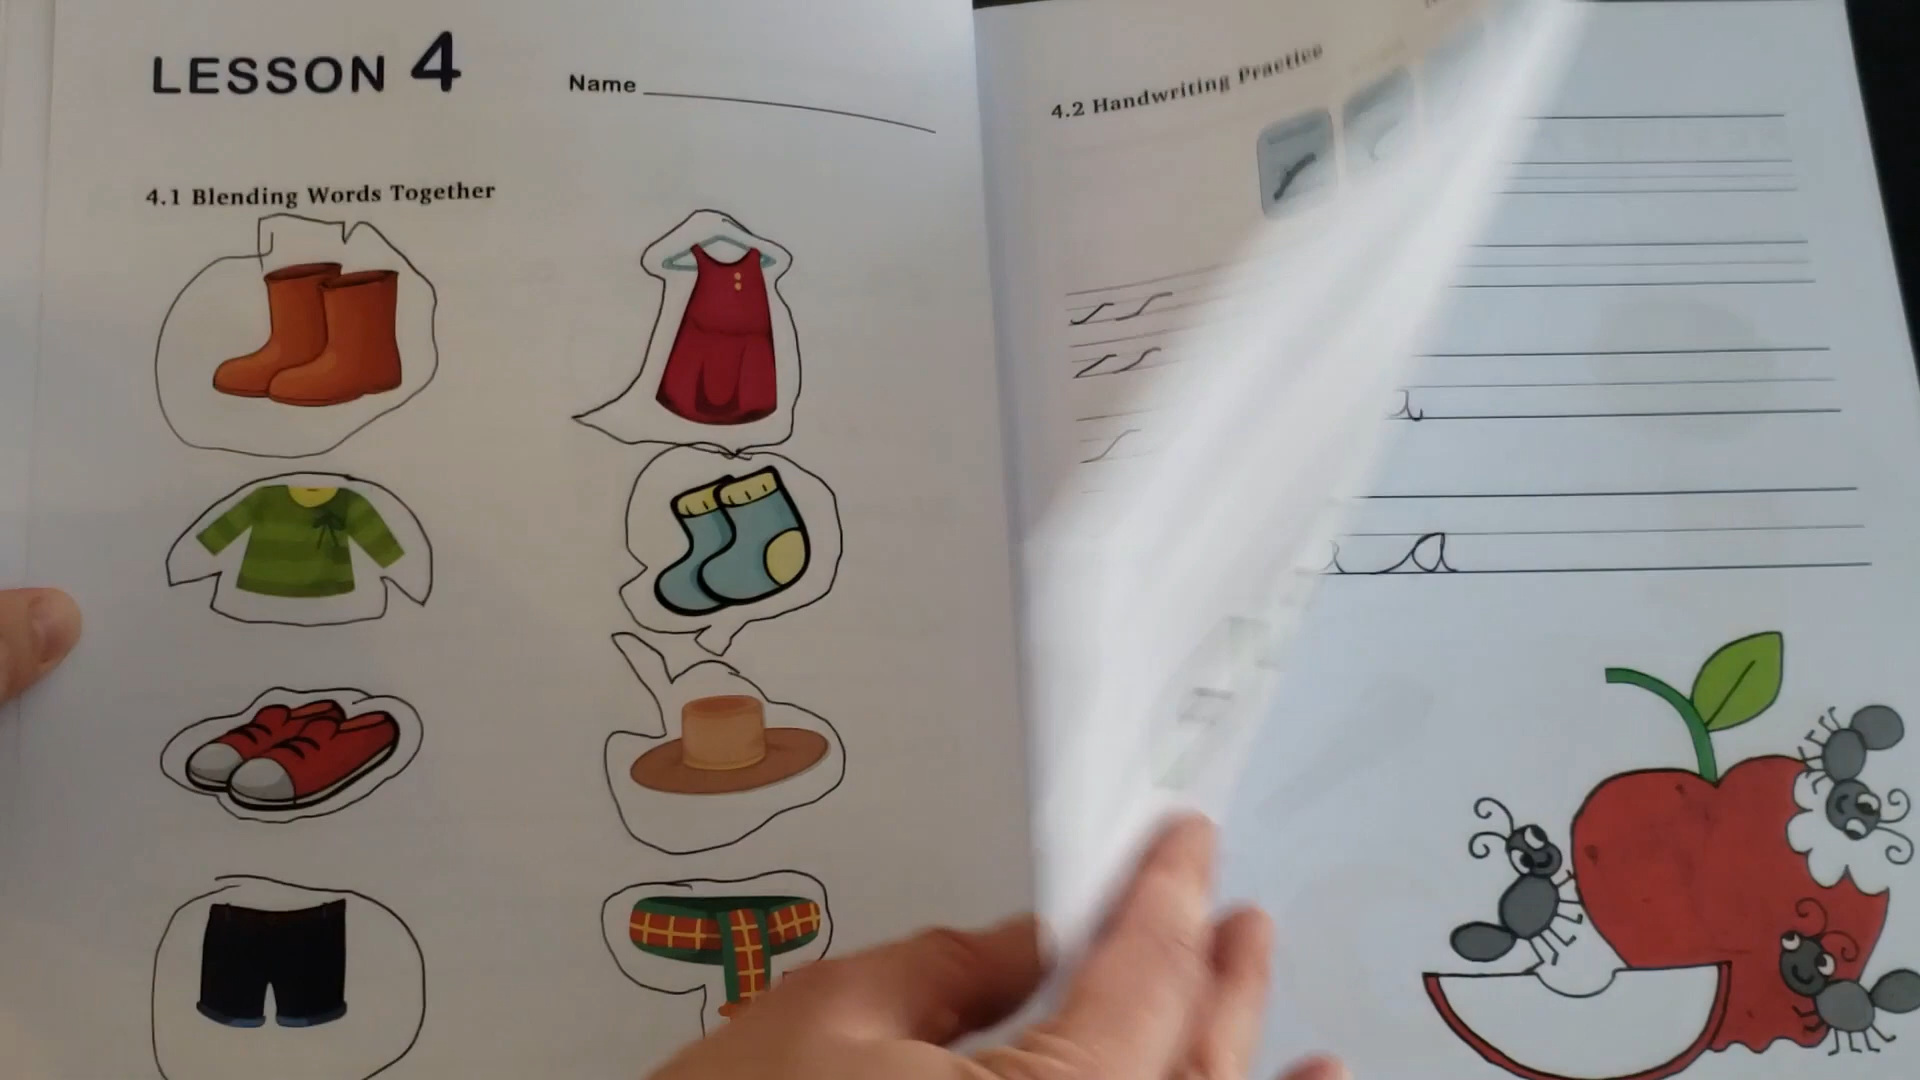 LESSON 4
Name
4.1 Blending Words Together
4.2 Handwriting Practice
a
a